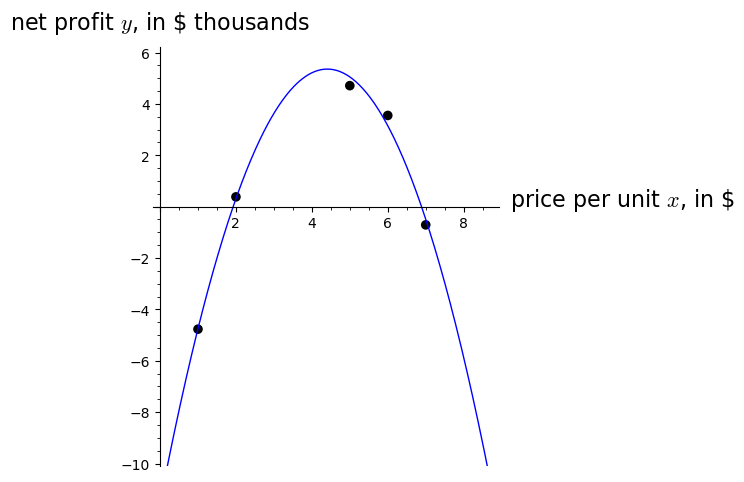 net profit y, in $ thousands
6
4
2
price per unit x, in $
2 4 6 8
−2
−4
−6
−8
−10